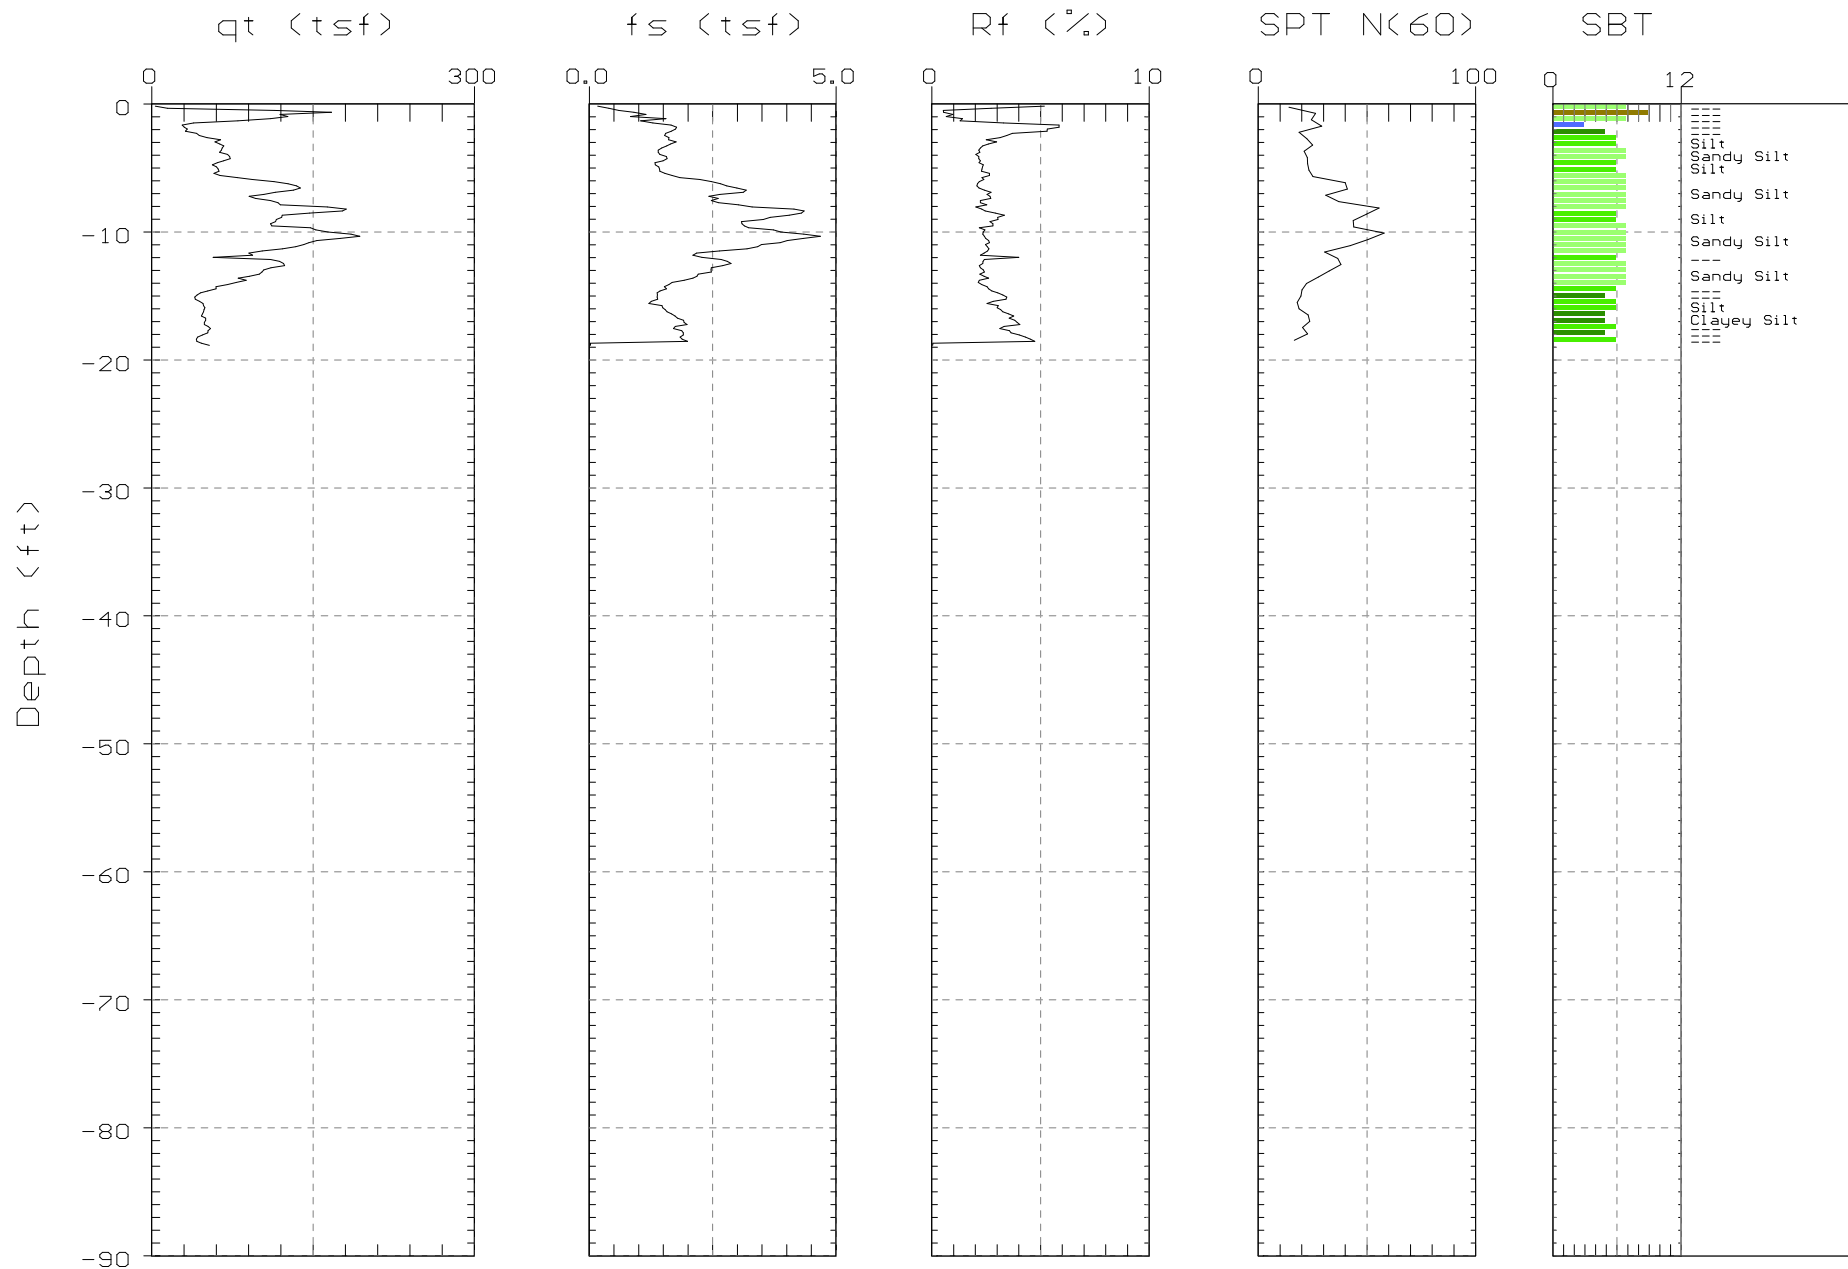 qt (tsf) fs (tsf) Rf (%) SPT N(60) SBT
0 300 0.0 5.0 0 10 0 100 0 12
0
---
---
---
---
---
Silt
Sandy Silt
Silt
Sandy Silt
Silt
-10
Sandy Silt
---
Sandy Silt
---
---
Silt
Clayey Silt
---
---
---
-20
-30
-40
-50
-60
-70
-80
-90
Depth (ft)